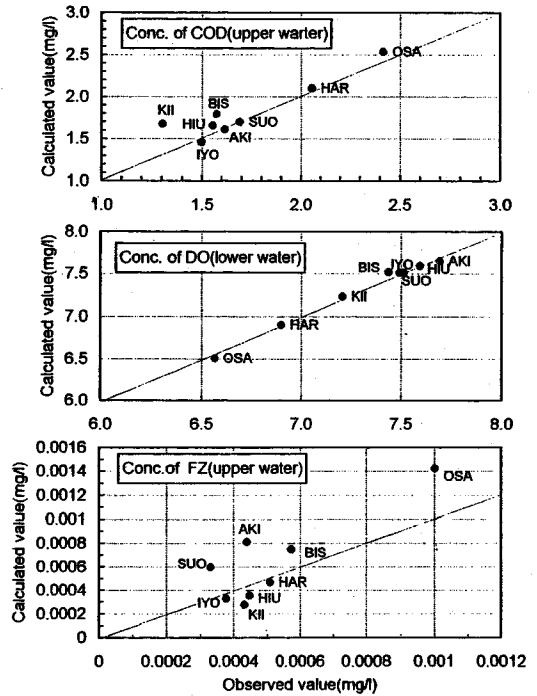 Conc. of COD(upper warter)
Calculated value(mg/l)
3.0
2.5
2.0
1.5
1.0
OSA
HAR
BIS
KII
HIU
SUO
AKI
IYO
1.0
1.5
2.0
2.5
3.0
Conc. of DO(lower water)
Calculated value(mg/l)
8.0
7.5
7.0
6.5
6.0
BIS
IYO
AKI
HIU
SUO
KII
HAR
OSA
6.0
6.5
7.0
7.5
8.0
Conc.of FZ(upper water)
Calculated value(mg/l)
0.0016
0.0014
0.0012
0.001
0.0008
0.0006
0.0004
0.0002
0
OSA
AKI
BIS
SUO
HAR
IYO
HIU
KII
0
0.0002
0.0004
0.0006
0.0008
0.001
0.0012
Observed value(mg/l)